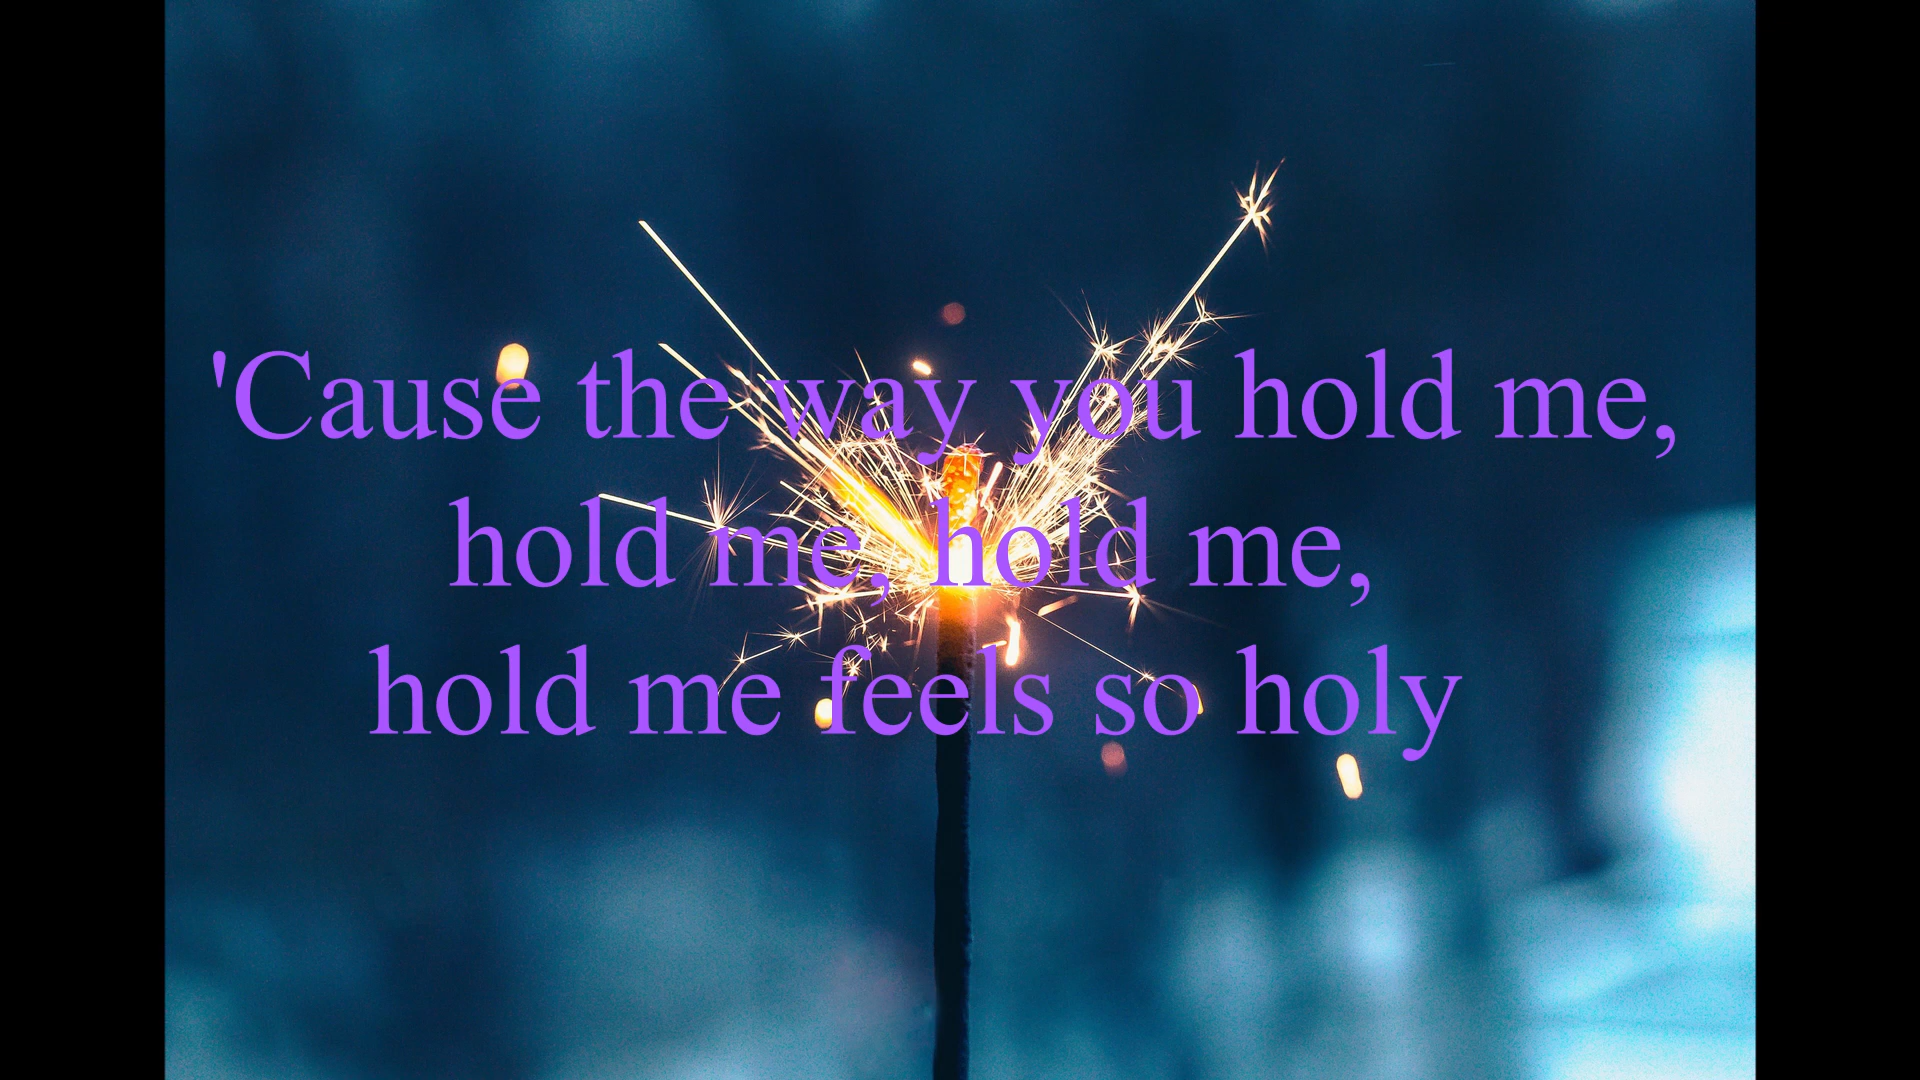 'Cause the way you hold me,
hold me, hold me,
hold me feels so holy